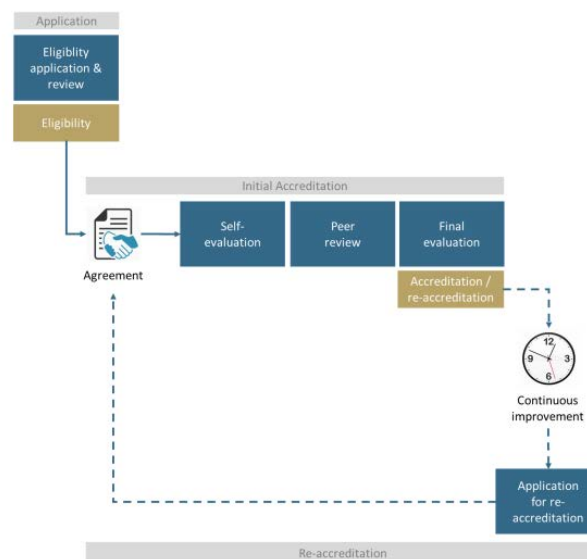 Application
Eligiblity
application &
review
Eligibility
Initial Accreditation
Agreement
Self-
evaluation
Peer
review
Final
evaluation
Accreditation /
re-accreditation
12
9
3
6
Continuous
improvement
Application
for re-
accreditation
Re-accreditation